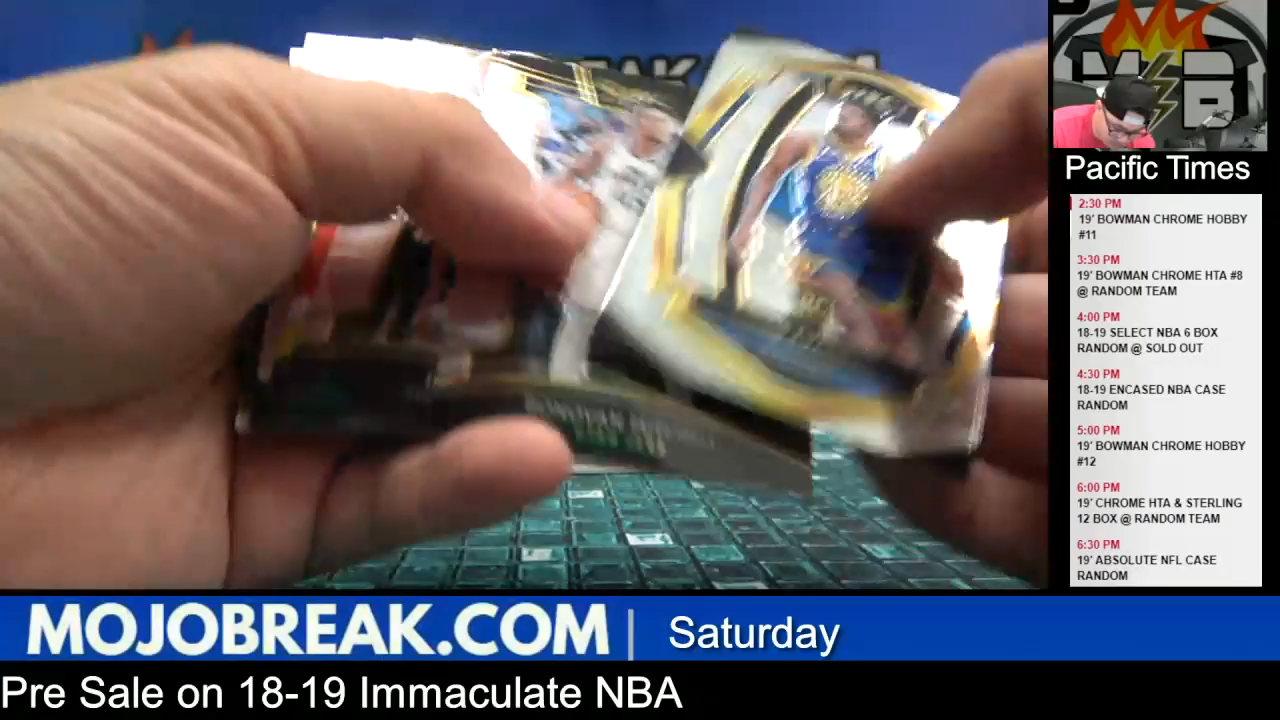 Pacific Times
2:30 PM
19' BOWMAN CHROME HOBBY
#11
3:30 PM
19' BOWMAN CHROME HTA #8
@ RANDOM TEAM
4:00 PM
18-19 SELECT NBA 6 BOX
RANDOM @ SOLD OUT
4:30 PM
18-19 ENCASED NBA CASE
RANDOM
5:00 PM
19' BOWMAN CHROME HOBBY
#12
6:00 PM
19' CHROME HTA & STERLING
12 BOX @ RANDOM TEAM
6:30 PM
19' ABSOLUTE NFL CASE
RANDOM
MOJOBREAK.COM | Saturday
Pre Sale on 18-19 Immaculate NBA